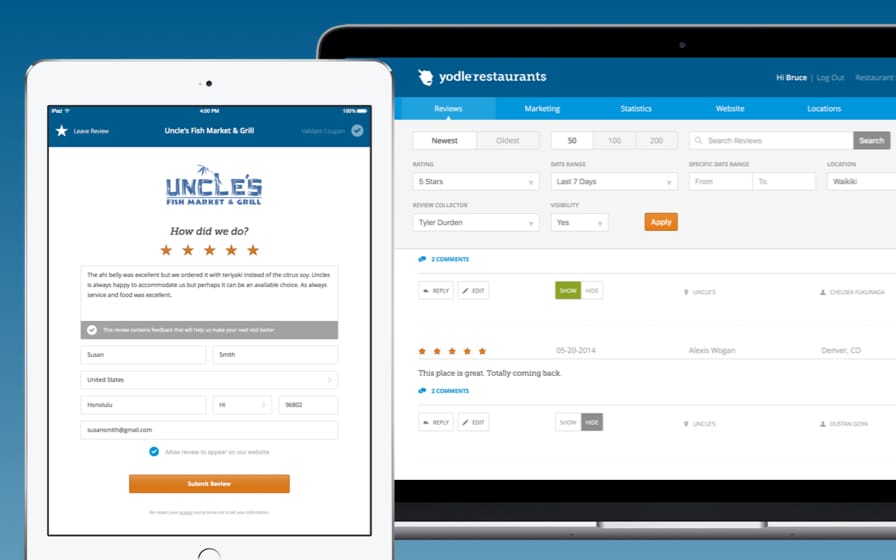 iPad 4:00 PM 100%
Leave Review Uncle's Fish Market & Grill Validate Coupon
UNCLE'S
FISH MARKET & GRILL
How did we do?
The ahi belly was excellent but we ordered it with teriyaki instead of the citrus soy. Uncles
is always happy to accommodate us but perhaps it can be an available choice. As always
service and food was excellent.
This review contains feedback that will help us make your next visit better
Susan Smith
United States
Honolulu HI 96802
susansmith@gmail.com
Allow review to appear on our website
Submit Review
We respect your privacy and promise not to sell your information.
yodle restaurants
Hi Bruce | Log Out Restaurant
Reviews Marketing Statistics Website Locations
Newest Oldest 50 100 200 Search Reviews Search
RATING DATE RANGE SPECIFIC DATE RANGE LOCATION
5 Stars Last 7 Days From To Waikiki
REVIEW COLLECTOR VISIBILITY
Tyler Durden Yes Apply
2 COMMENTS
REPLY EDIT SHOW HIDE UNCLE'S CHELSEA FUKUNAGA
05-20-2014 Alexis Wogan Denver, CO
This place is great. Totally coming back.
2 COMMENTS
REPLY EDIT SHOW HIDE UNCLE'S DUSTAN GOYA